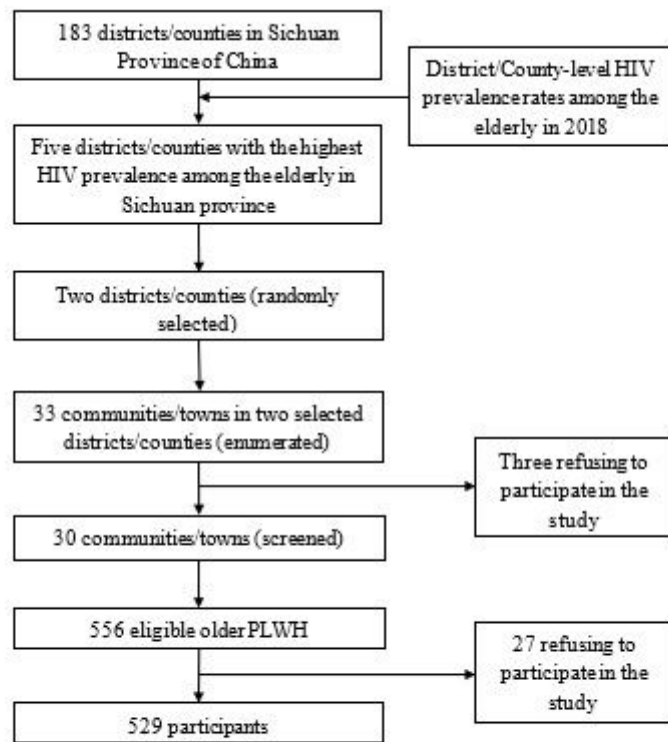 183 districts/counties in Sichuan
Province of China
District/County-level HIV
prevalence rates among the
elderly in 2018
Five districts/counties with the highest
HIV prevalence among the elderly in
Sichuan province
Two districts/counties (randomly
selected)
33 communities/towns in two selected
districts/counties (enumerated)
Three refusing to
participate in the
study
30 communities/towns (screened)
556 eligible older PLWH
27 refusing to
participate in the
study
529 participants